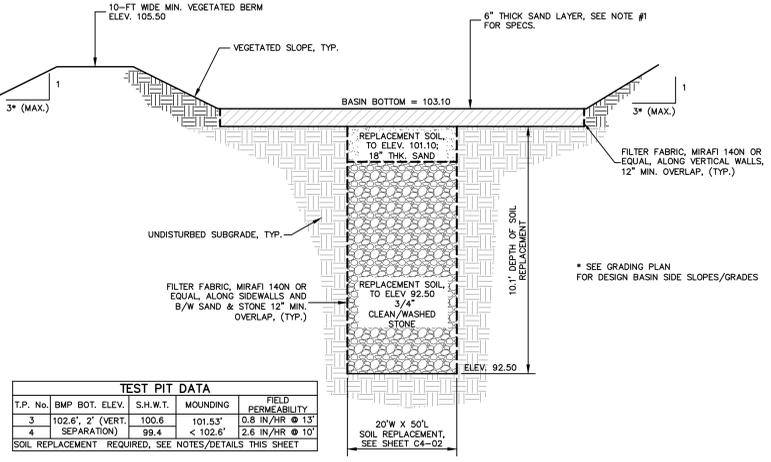 10-FT WIDE MIN. VEGETATED BERM
ELEV. 105.50
6" THICK SAND LAYER, SEE NOTE #1
FOR SPECS.
VEGETATED SLOPE, TYP.
1
3* (MAX.)
BASIN BOTTOM = 103.10
1
3* (MAX.)
REPLACEMENT SOIL,
TO ELEV. 101.10;
18" THK. SAND
FILTER FABRIC, MIRAFI 140N OR
EQUAL, ALONG VERTICAL WALLS,
12" MIN. OVERLAP, (TYP.)
UNDISTURBED SUBGRADE, TYP.
10.1' DEPTH OF SOIL
REPLACEMENT
* SEE GRADING PLAN
FOR DESIGN BASIN SIDE SLOPES/GRADES
FILTER FABRIC, MIRAFI 140N OR
EQUAL, ALONG SIDEWALLS AND
B/W SAND & STONE 12" MIN.
OVERLAP, (TYP.)
REPLACEMENT SOIL,
TO ELEV 92.50
3/4"
CLEAN/WASHED
STONE
ELEV. 92.50
TEST PIT DATA
T.P. No. BMP BOT. ELEV. S.H.W.T. MOUNDING FIELD PERMEABILITY
3 102.6', 2' (VERT. SEPARATION) 100.6 101.53' < 102.6' 0.8 IN/HR @ 13'
4 99.4 2.6 IN/HR @ 10'
SOIL REPLACEMENT REQUIRED, SEE NOTES/DETAILS THIS SHEET
20'W X 50'L
SOIL REPLACEMENT,
SEE SHEET C4-02